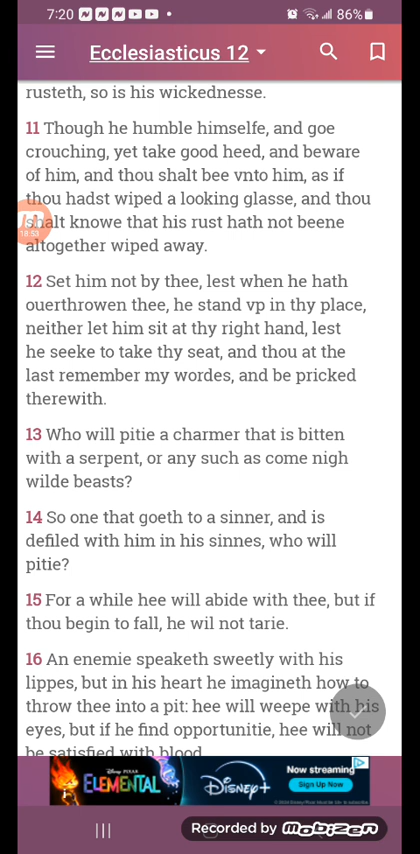 7:20
86%
Ecclesiasticus 12
rusteth, so is his wickednesse.
11 Though he humble himselfe, and goe
crouching, yet take good heed, and beware
of him, and thou shalt bee vnto him, as if
thou hadst wiped a looking glasse, and thou
shalt knowe that his rust hath not beene
18:53
altogether wiped away.
12 Set him not by thee, lest when he hath
ouerthrowen thee, he stand vp in thy place,
neither let him sit at thy right hand, lest
he seeke to take thy seat, and thou at the
last remember my wordes, and be pricked
therewith.
13 Who will pitie a charmer that is bitten
with a serpent, or any such as come nigh
wilde beasts?
14 So one that goeth to a sinner, and is
defiled with him in his sinnes, who will
pitie?
15 For a while hee will abide with thee, but if
thou begin to fall, he wil not tarie.
16 An enemie speaketh sweetly with his
lippes, but in his heart he imagineth how to
throw thee into a pit: hee will weepe with his
eyes, but if he find opportunitie, hee will not
be satisfied with blood
Disney PIXAR
ELEMENTAL
Disney+
Now streaming
Sign Up Now
Recorded by mobizen